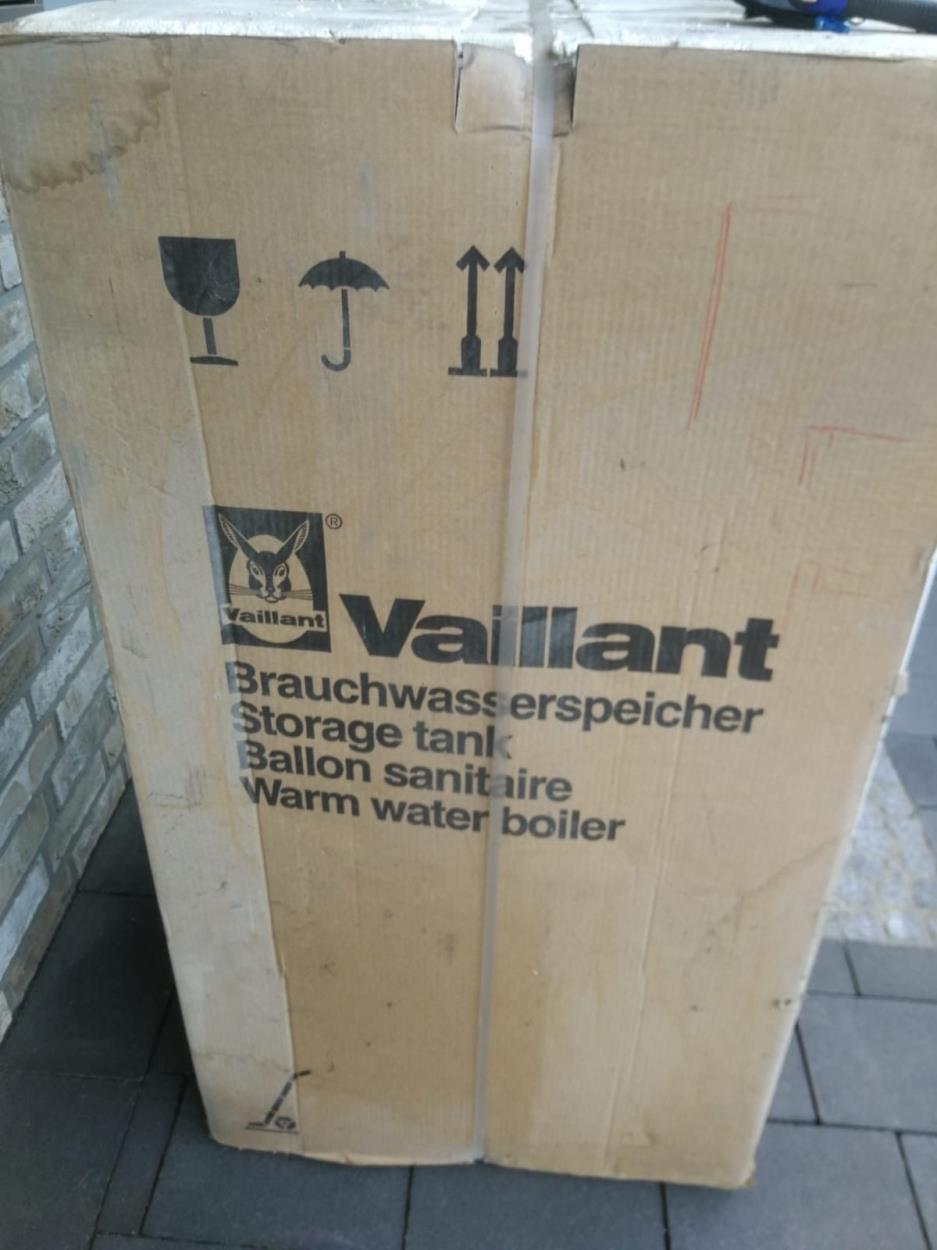 ®
Vaillant
Vaillant
Brauchwasserspeicher
Storage tank
Ballon sanitaire
Warm water boiler